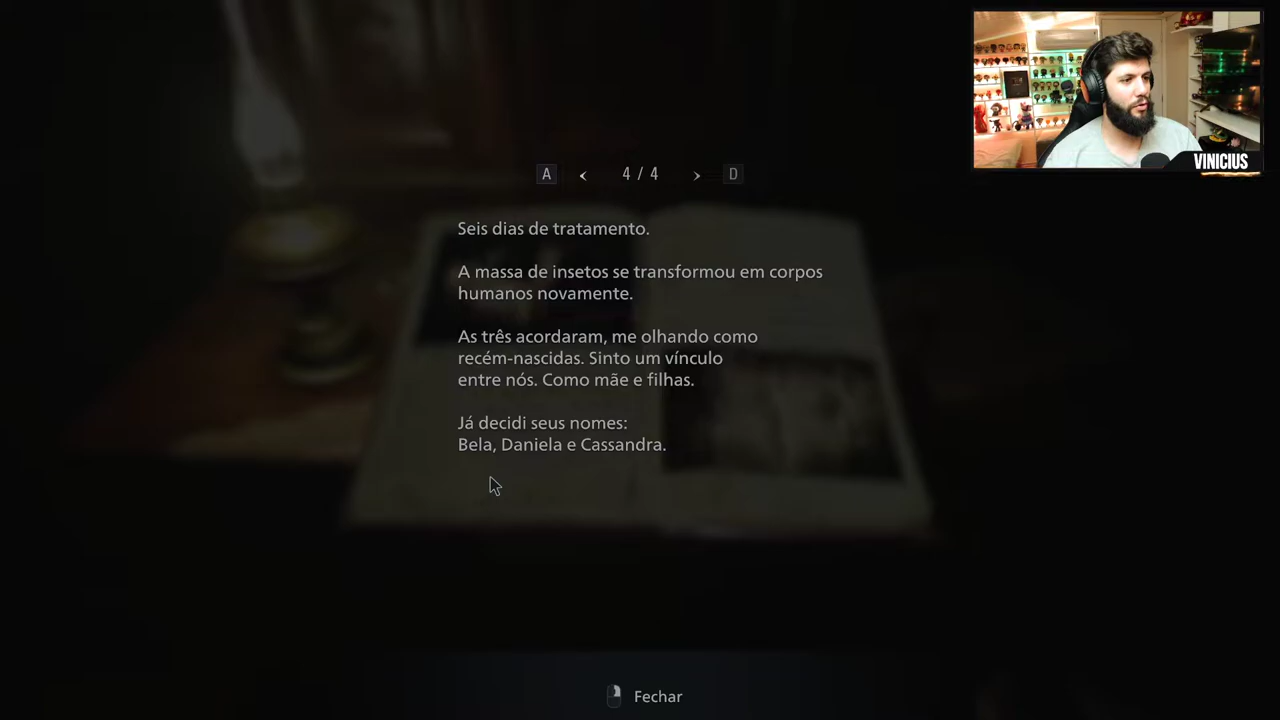 VINICIUS
A < 4 / 4 > D
Seis dias de tratamento.
A massa de insetos se transformou em corpos
humanos novamente.
As três acordaram, me olhando como
recém-nascidas. Sinto um vínculo
entre nós. Como mãe e filhas.
Já decidi seus nomes:
Bela, Daniela e Cassandra.
Fechar